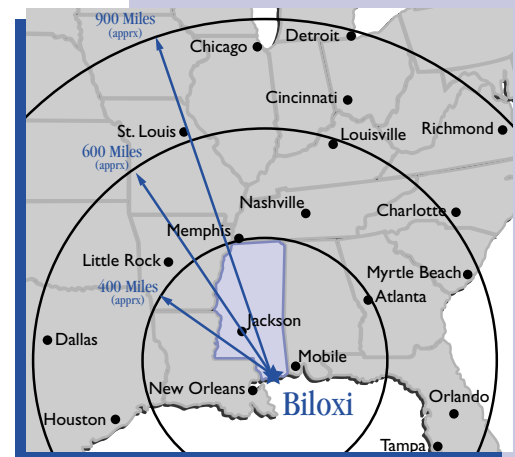 900 Miles
(apprx)
Chicago
Detroit
Cincinnati
St. Louis
Louisville
Richmond
600 Miles
(apprx)
Nashville
Charlotte
Memphis
Little Rock
Myrtle Beach
400 Miles
(apprx)
Atlanta
Jackson
Dallas
Mobile
New Orleans
Biloxi
Orlando
Houston
Tampa